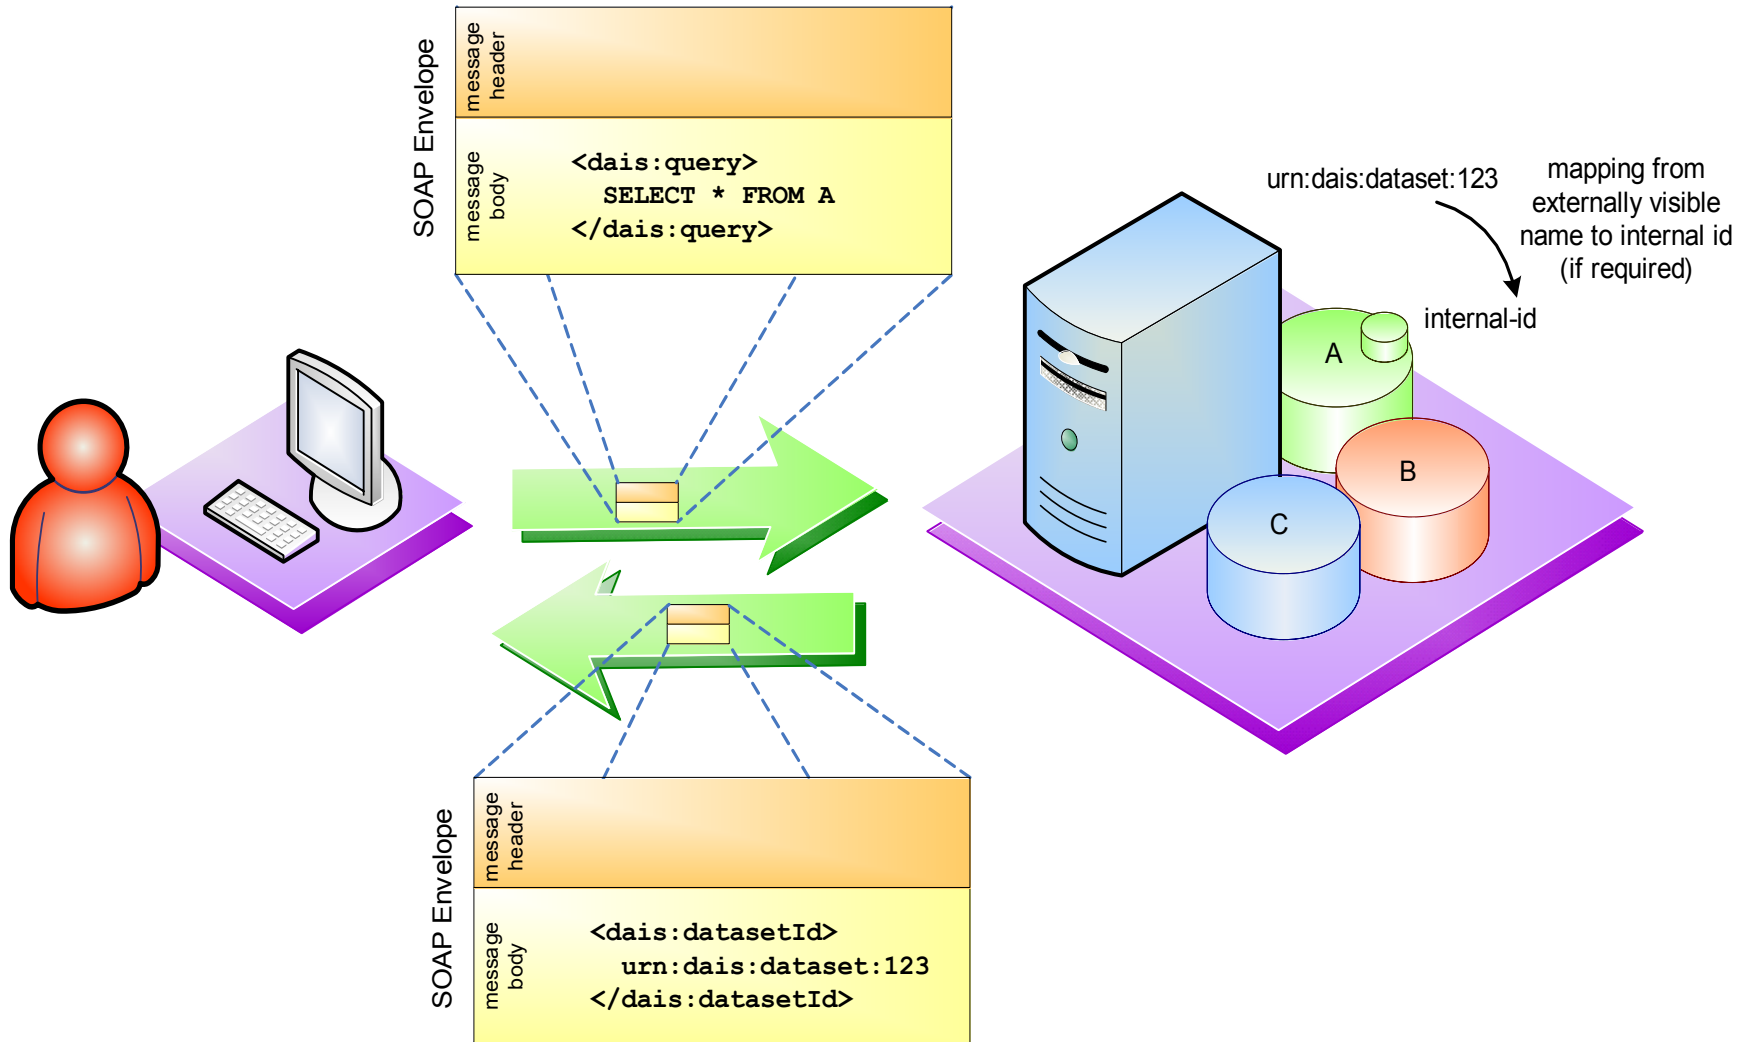 SOAP Envelope
message
header
message
body
<dais:query>
SELECT * FROM A
</dais:query>
urn:dais:dataset:123
mapping from
externally visible
name to internal id
(if required)
internal-id
A
B
C
SOAP Envelope
message
header
message
body
<dais:datasetId>
urn:dais:dataset:123
</dais:datasetId>